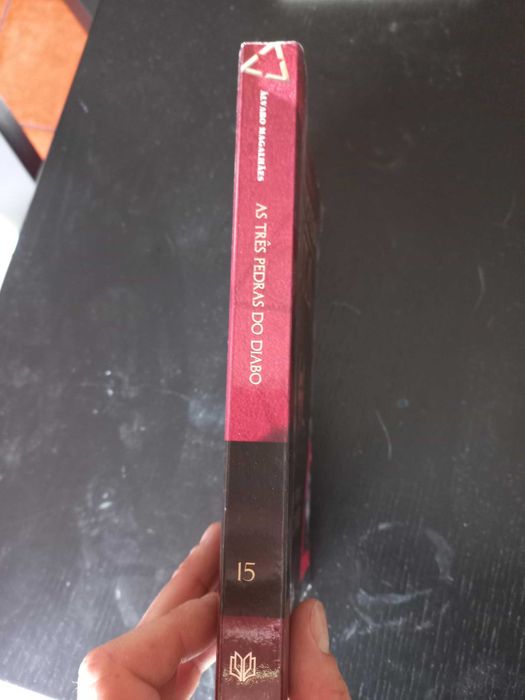 ÁLVARO MAGALHÃES
AS TRÊS PEDRAS DO DIABO
15